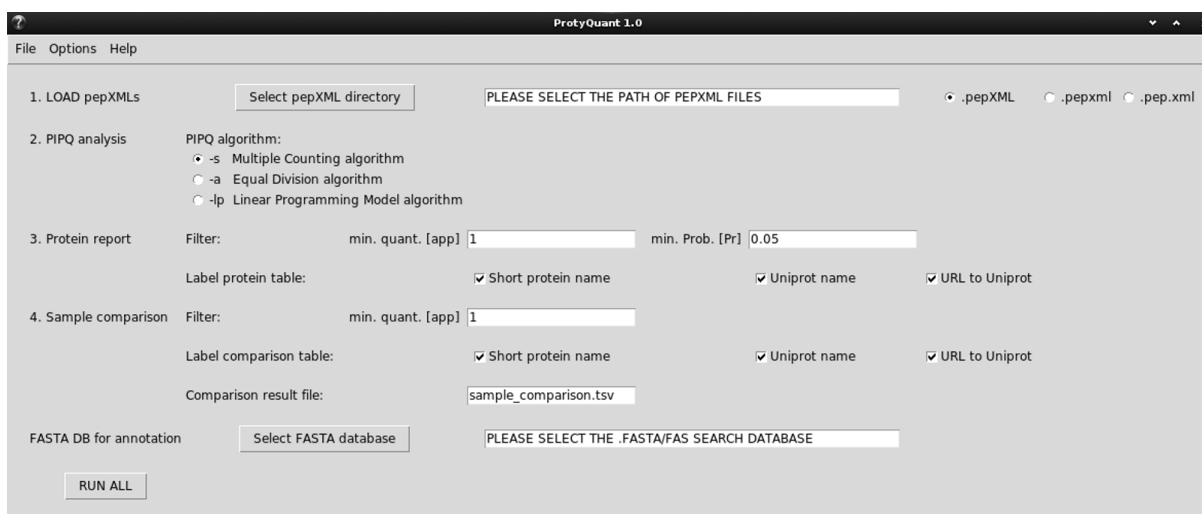 ProtyQuant 1.0
File Options Help
1. LOAD pepXMLs Select pepXML directory PLEASE SELECT THE PATH OF PEPXML FILES .pepXML .pepxml .pep.xml
2. PIPQ analysis PIPQ algorithm:
-s Multiple Counting algorithm
-a Equal Division algorithm
-lp Linear Programming Model algorithm
3. Protein report Filter: min. quant. [app] 1 min. Prob. [Pr] 0.05
Label protein table: Short protein name Uniprot name URL to Uniprot
4. Sample comparison Filter: min. quant. [app] 1
Label comparison table: Short protein name Uniprot name URL to Uniprot
Comparison result file: sample_comparison.tsv
FASTA DB for annotation Select FASTA database PLEASE SELECT THE .FASTA/FAS SEARCH DATABASE
RUN ALL